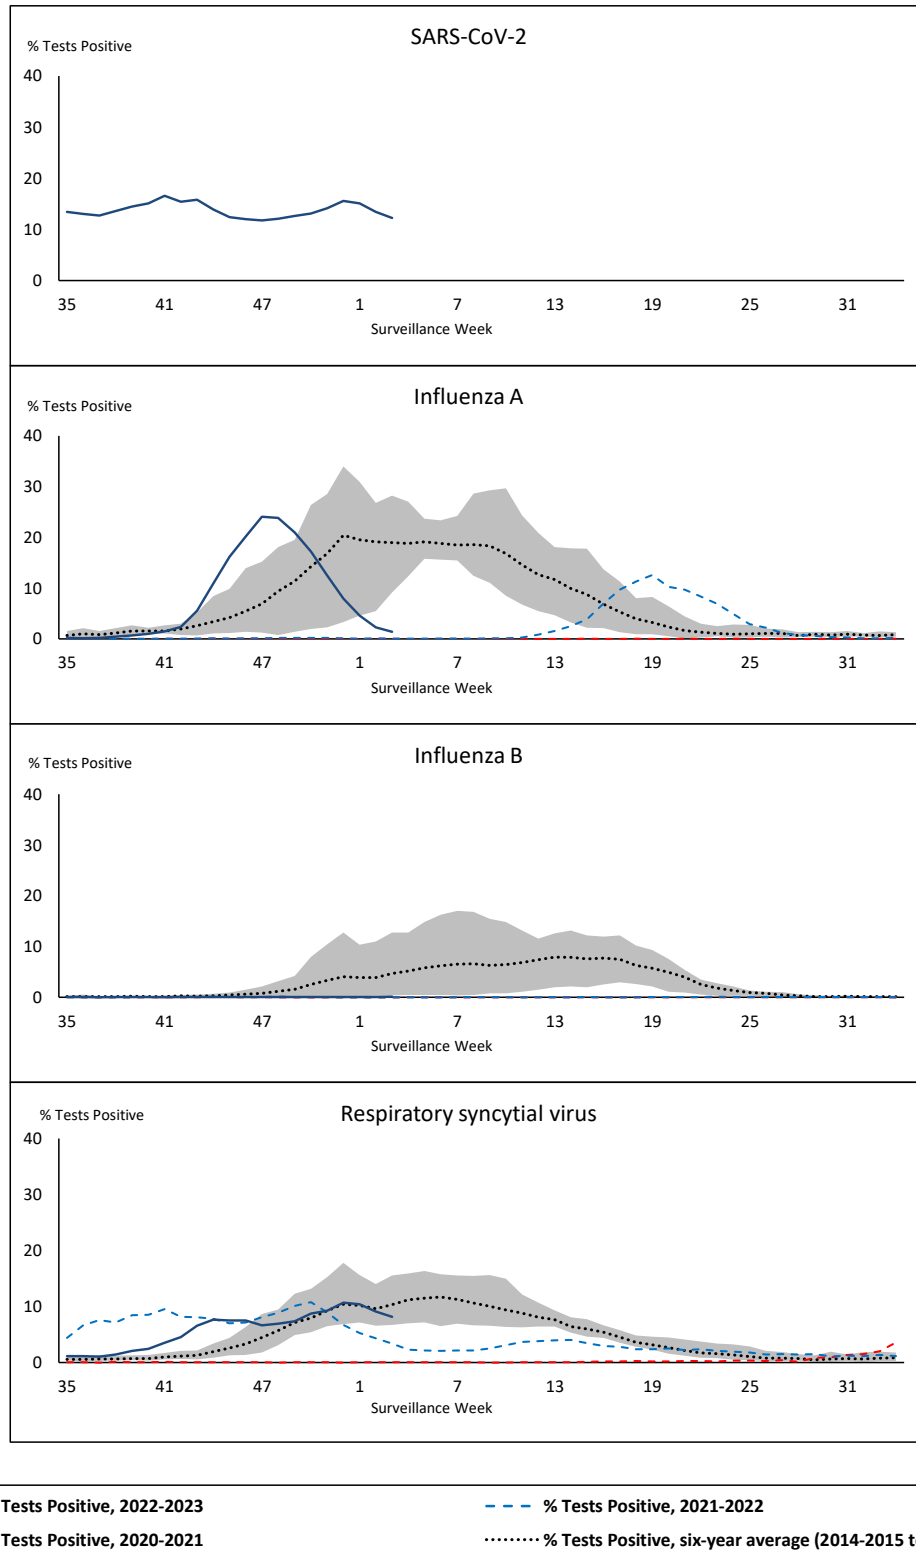 SARS-CoV-2
% Tests Positive
40
30
20
10
0
35 41 47 1 7 13 19 25 31
Surveillance Week
Influenza A
% Tests Positive
40
30
20
10
0
35 41 47 1 7 13 19 25 31
Surveillance Week
Influenza B
% Tests Positive
40
30
20
10
0
35 41 47 1 7 13 19 25 31
Surveillance Week
Respiratory syncytial virus
% Tests Positive
40
30
20
10
0
35 41 47 1 7 13 19 25 31
Surveillance Week
Tests Positive, 2022-2023 % Tests Positive, 2021-2022
Tests Positive, 2020-2021 % Tests Positive, six-year average (2014-2015 t